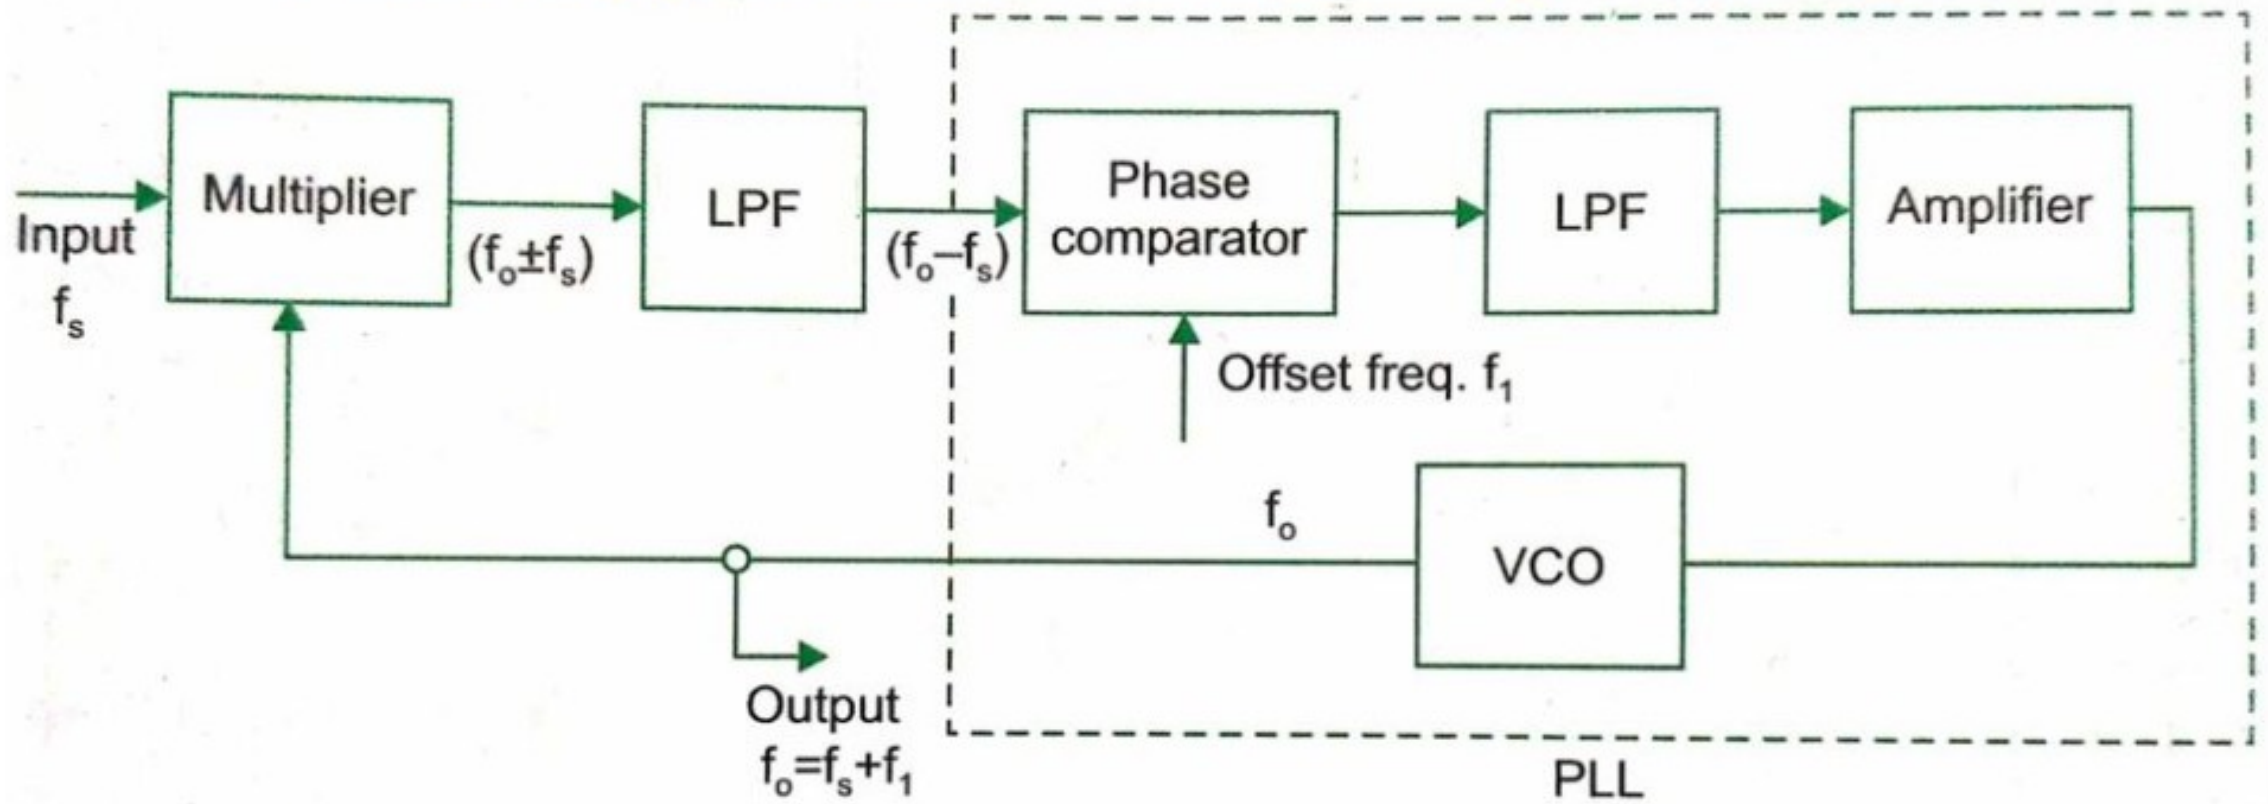 Multiplier
LPF
Phase
comparator
LPF
Amplifier
Input
fₛ
(fₒ±fₛ)
(fₒ–fₛ)
Offset freq. f₁
fₒ
VCO
Output
fₒ=fₛ+f₁
PLL